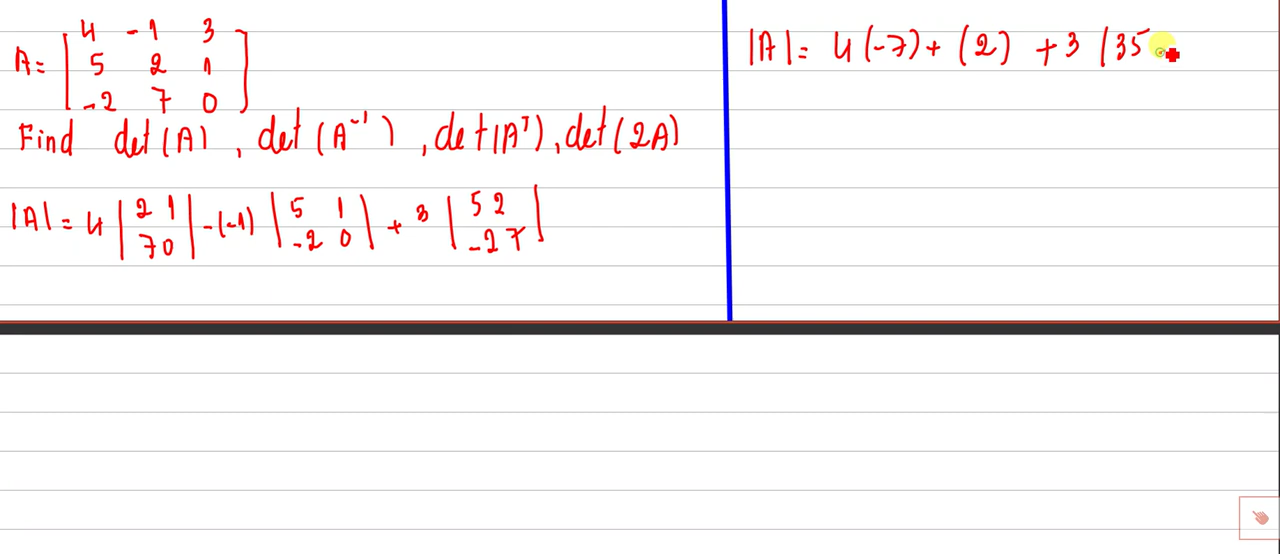 A = [ 4 -1 3
5 2 1
-2 7 0 ]
Find det(A), det(A⁻¹), det(Aᵀ), det(2A)
|A| = 4 |2 1; 7 0| -(-1) |5 1; -2 0| + 3 |5 2; -2 7|
|A| = 4(-7) + (2) + 3(35